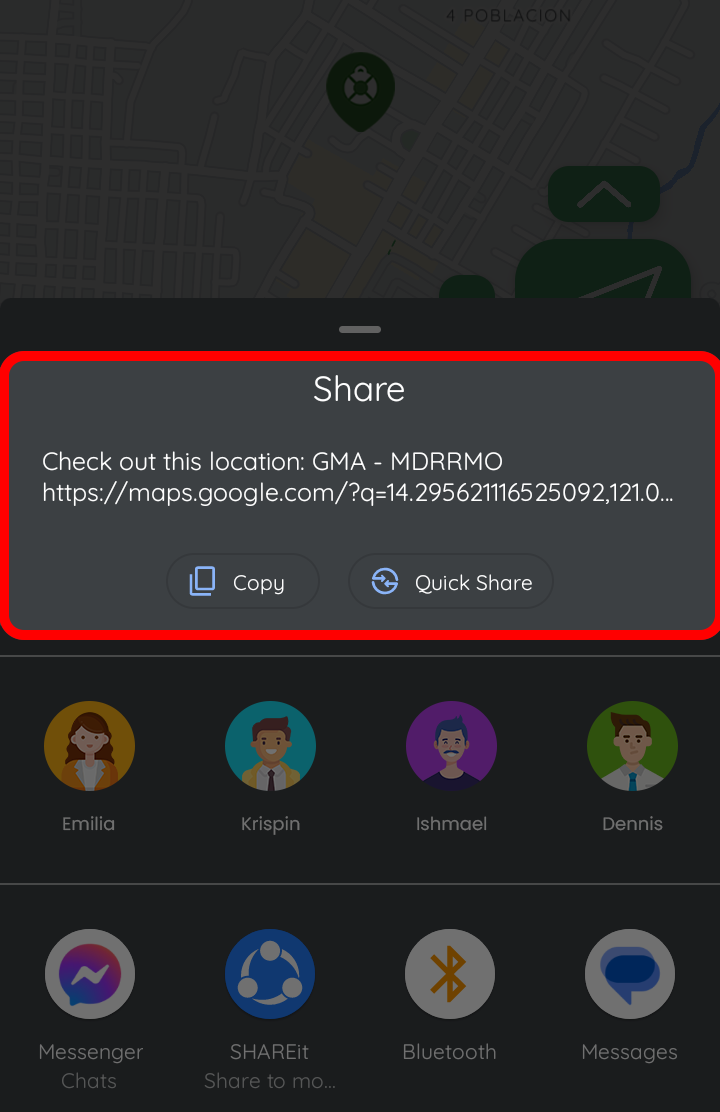 4 POBLACION
Share
Check out this location: GMA - MDRRMO
https://maps.google.com/?q=14.295621116525092,121.0...
Copy
Quick Share
Emilia
Krispin
Ishmael
Dennis
Messenger
Chats
SHAREit
Share to mo...
Bluetooth
Messages